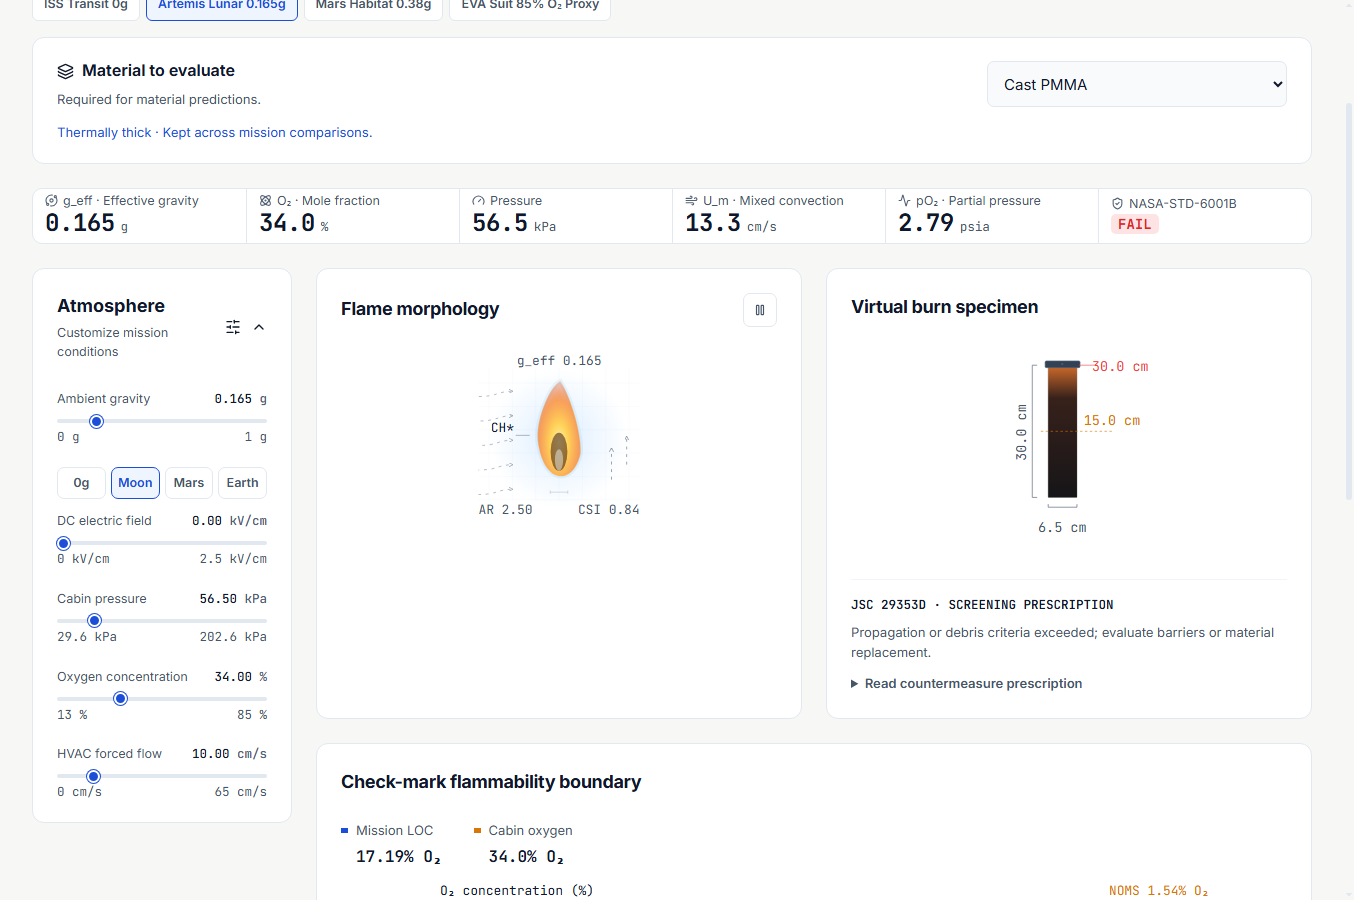 ISS Transit 0g
Artemis Lunar 0.165g
Mars Habitat 0.38g
EVA Suit 85% O₂ Proxy
Material to evaluate
Required for material predictions.
Thermally thick · Kept across mission comparisons.
Cast PMMA
g_eff · Effective gravity
0.165 g
O₂ · Mole fraction
34.0 %
Pressure
56.5 kPa
U_m · Mixed convection
13.3 cm/s
pO₂ · Partial pressure
2.79 psia
NASA-STD-6001B
FAIL
Atmosphere
Customize mission
conditions
Ambient gravity 0.165 g
0 g 1 g
0g Moon Mars Earth
DC electric field 0.00 kV/cm
0 kV/cm 2.5 kV/cm
Cabin pressure 56.50 kPa
29.6 kPa 202.6 kPa
Oxygen concentration 34.00 %
13 % 85 %
HVAC forced flow 10.00 cm/s
0 cm/s 65 cm/s
Flame morphology
g_eff 0.165
CH*
AR 2.50 CSI 0.84
Virtual burn specimen
30.0 cm
15.0 cm
30.0 cm
6.5 cm
JSC 29353D · SCREENING PRESCRIPTION
Propagation or debris criteria exceeded; evaluate barriers or material
replacement.
Read countermeasure prescription
Check-mark flammability boundary
Mission LOC
17.19% O₂
Cabin oxygen
34.0% O₂
O₂ concentration (%)
NOMS 1.54% O₂